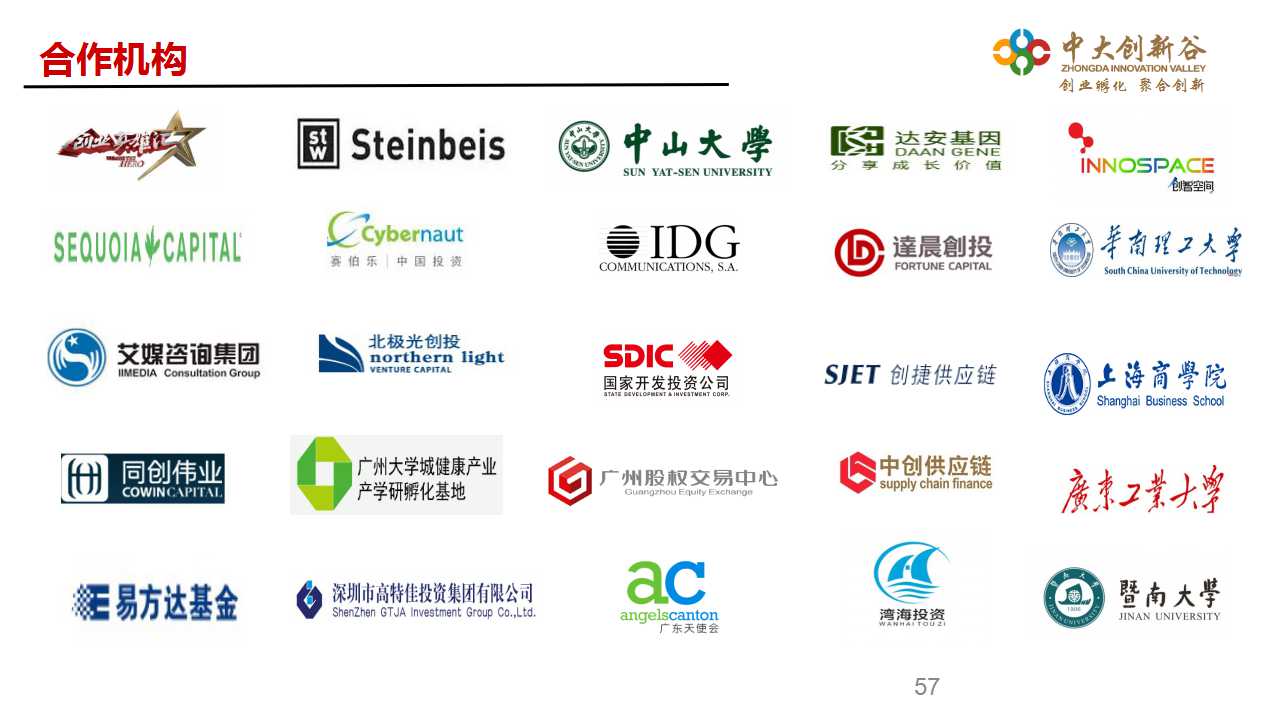 合作机构
中大创新谷
ZHONGDA INNOVATION VALLEY
创业孵化 聚合创新
创业英雄汇
HERO
stw
Steinbeis
中山大學
SUN YAT-SEN UNIVERSITY
达安基因
DAAN GENE
分享成长价值
INNOSPACE
创智空间
SEQUOIA CAPITAL
Cybernaut
赛伯乐 | 中国投资
IDG
COMMUNICATIONS, S.A.
達晨創投
FORTUNE CAPITAL
華南理工大學
South China University of Technology
艾媒咨询集团
IIMEDIA Consultation Group
北极光创投
northern light
VENTURE CAPITAL
SDIC
国家开发投资公司
STATE DEVELOPMENT & INVESTMENT CORP.
SJET 创捷供应链
上海商學院
Shanghai Business School
同创伟业
COWIN CAPITAL
广州大学城健康产业
产学研孵化基地
广州股权交易中心
Guangzhou Equity Exchange
中创供应链
supply chain finance
廣東工業大學
易方达基金
深圳市高特佳投资集团有限公司
ShenZhen GTJA Investment Group Co.,Ltd.
ac
angelscanton
广东天使会
湾海投资
WANHAI TOU ZI
暨南大學
JINAN UNIVERSITY
57